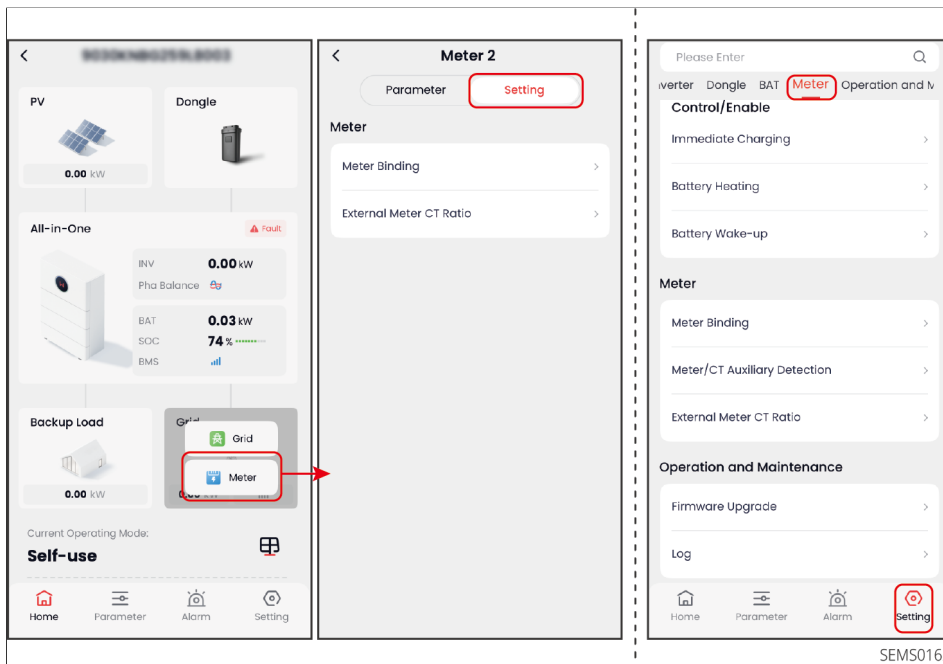 Meter 2
Parameter
Setting
Meter
Meter Binding
External Meter CT Ratio
PV
Dongle
0.00 kW
All-in-One
Fault
INV 0.00 kW
Pha Balance
BAT 0.03 kW
SOC 74 %
BMS
Backup Load
Grid
Meter
0.00 kW
Current Operating Mode:
Self-use
Home
Parameter
Alarm
Setting
Please Enter
Dongle BAT Meter Operation and
Control/Enable
Immediate Charging
Battery Heating
Battery Wake-up
Meter
Meter Binding
Meter/CT Auxiliary Detection
External Meter CT Ratio
Operation and Maintenance
Firmware Upgrade
Log
Home
Parameter
Alarm
Setting
SEMS016